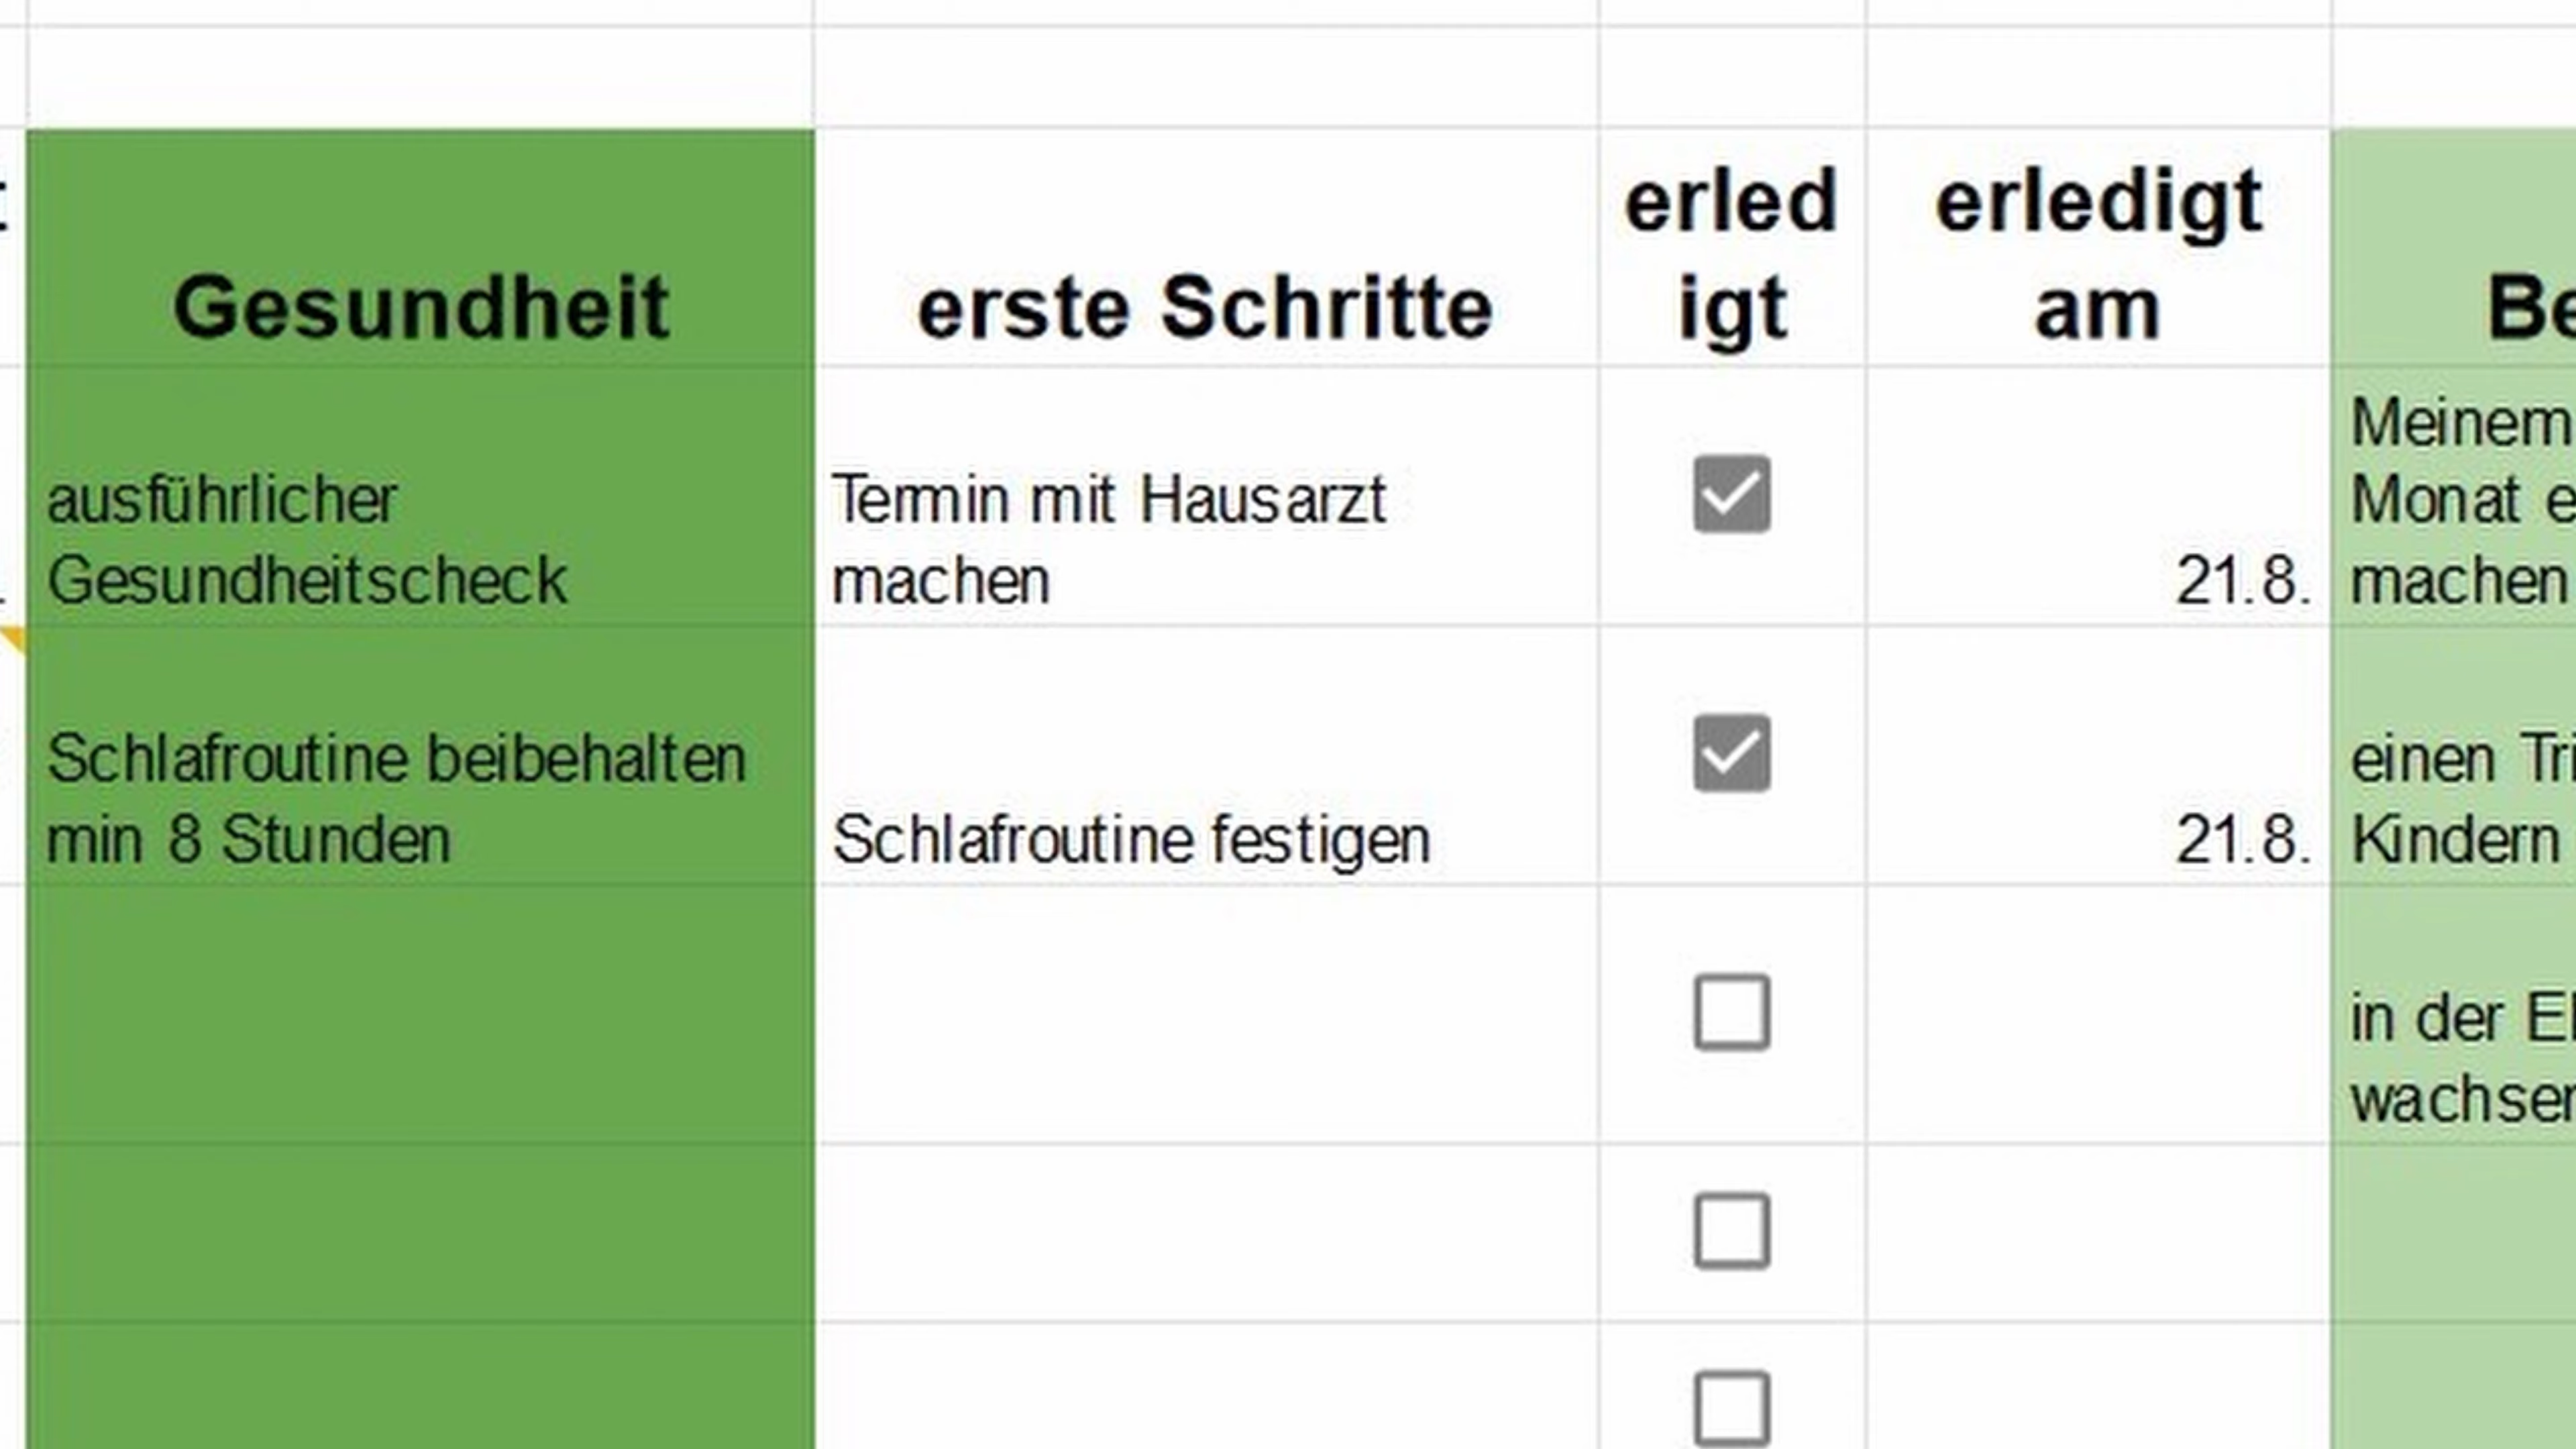 Gesundheit
erste Schritte
erled
igt
erledigt
am
ausführlicher
Gesundheitscheck
Termin mit Hausarzt
machen
21.8.
Meinem
Monat
machen
Schlafroutine beibehalten
min 8 Stunden
Schlafroutine festigen
21.8.
einen
Kindern
in der